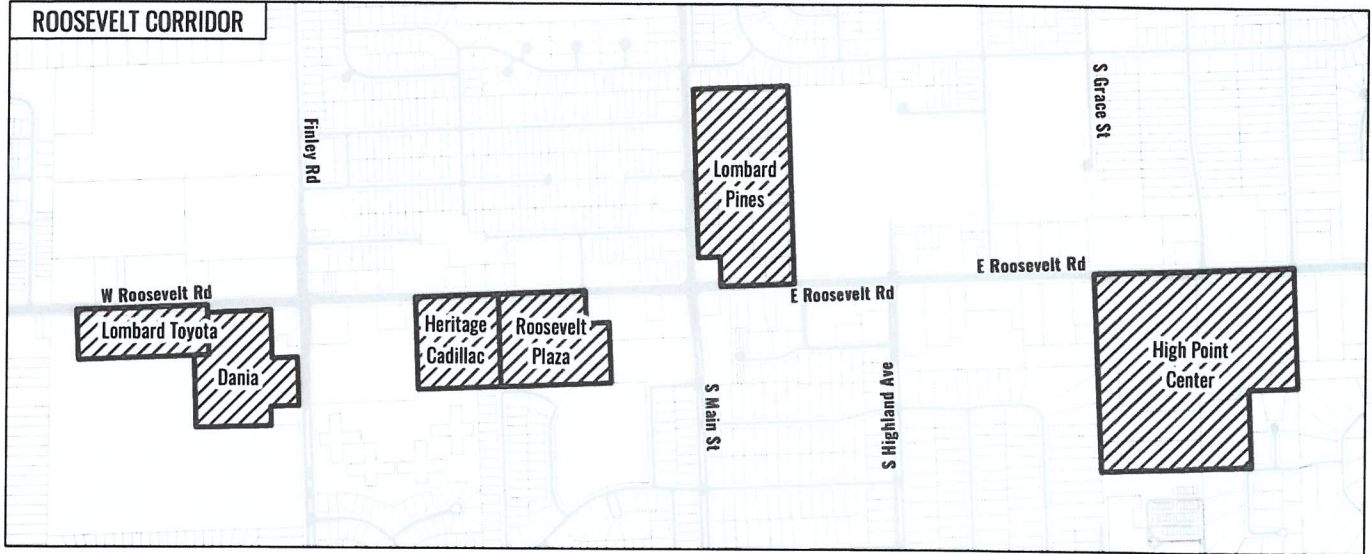 ROOSEVELT CORRIDOR
Finley Rd
S Grace St
Lombard
Pines
W Roosevelt Rd
Lombard Toyota
Dania
Heritage
Cadillac
Roosevelt
Plaza
E Roosevelt Rd
E Roosevelt Rd
S Main St
S Highland Ave
High Point
Center